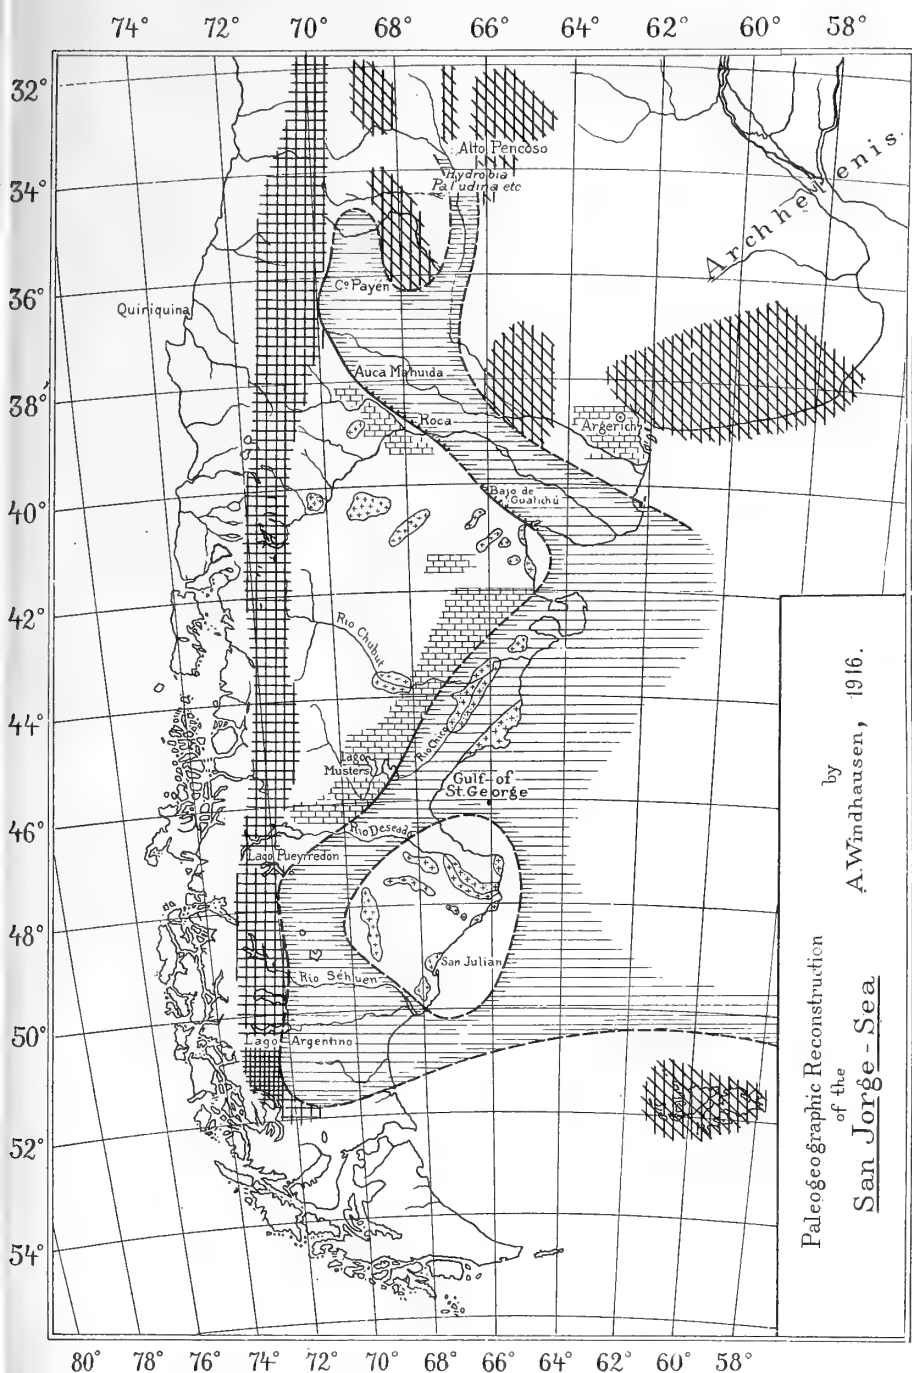 74° 72° 70° 68° 66° 64° 62° 60° 58°
32°
34°
36°
38°
40°
42°
44°
46°
48°
50°
52°
54°
Alto Pencoso
Hydrobia
Paludina etc
Archhelenis.
Cº Payén
Quiriquina
Auca Mahuida
Roca
Argerich
Bajo de
Gualichú
Rio Chubut
Rio Chico
Lago
Musters
Gulf of
St. George
Rio Deseado
Lago Pueyrredon
San Julian
Rio Séhuen
Lago Argentino
Paleogeographic Reconstruction
of the
San Jorge-Sea
by
A. Windhausen, 1916.
80° 78° 76° 74° 72° 70° 68° 66° 64° 62° 60° 58°